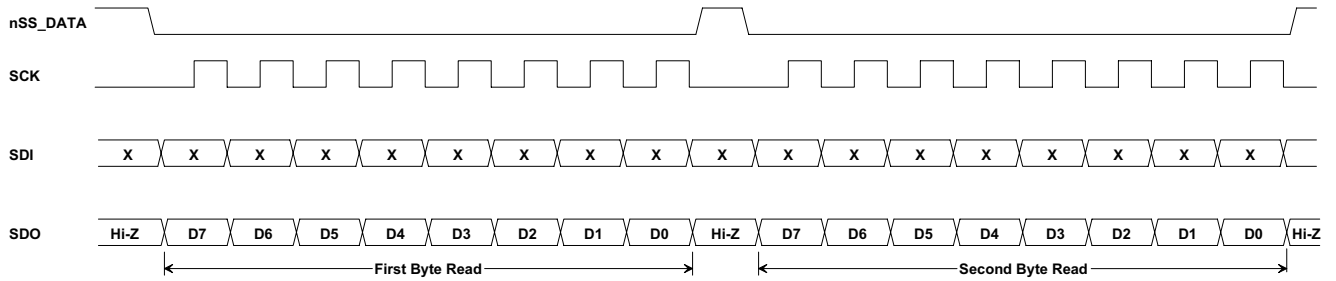 nSS_DATA
SCK
SDI X X X X X X X X X X X X X X X X X X
SDO Hi-Z D7 D6 D5 D4 D3 D2 D1 D0 Hi-Z D7 D6 D5 D4 D3 D2 D1 D0 Hi-Z
First Byte Read Second Byte Read